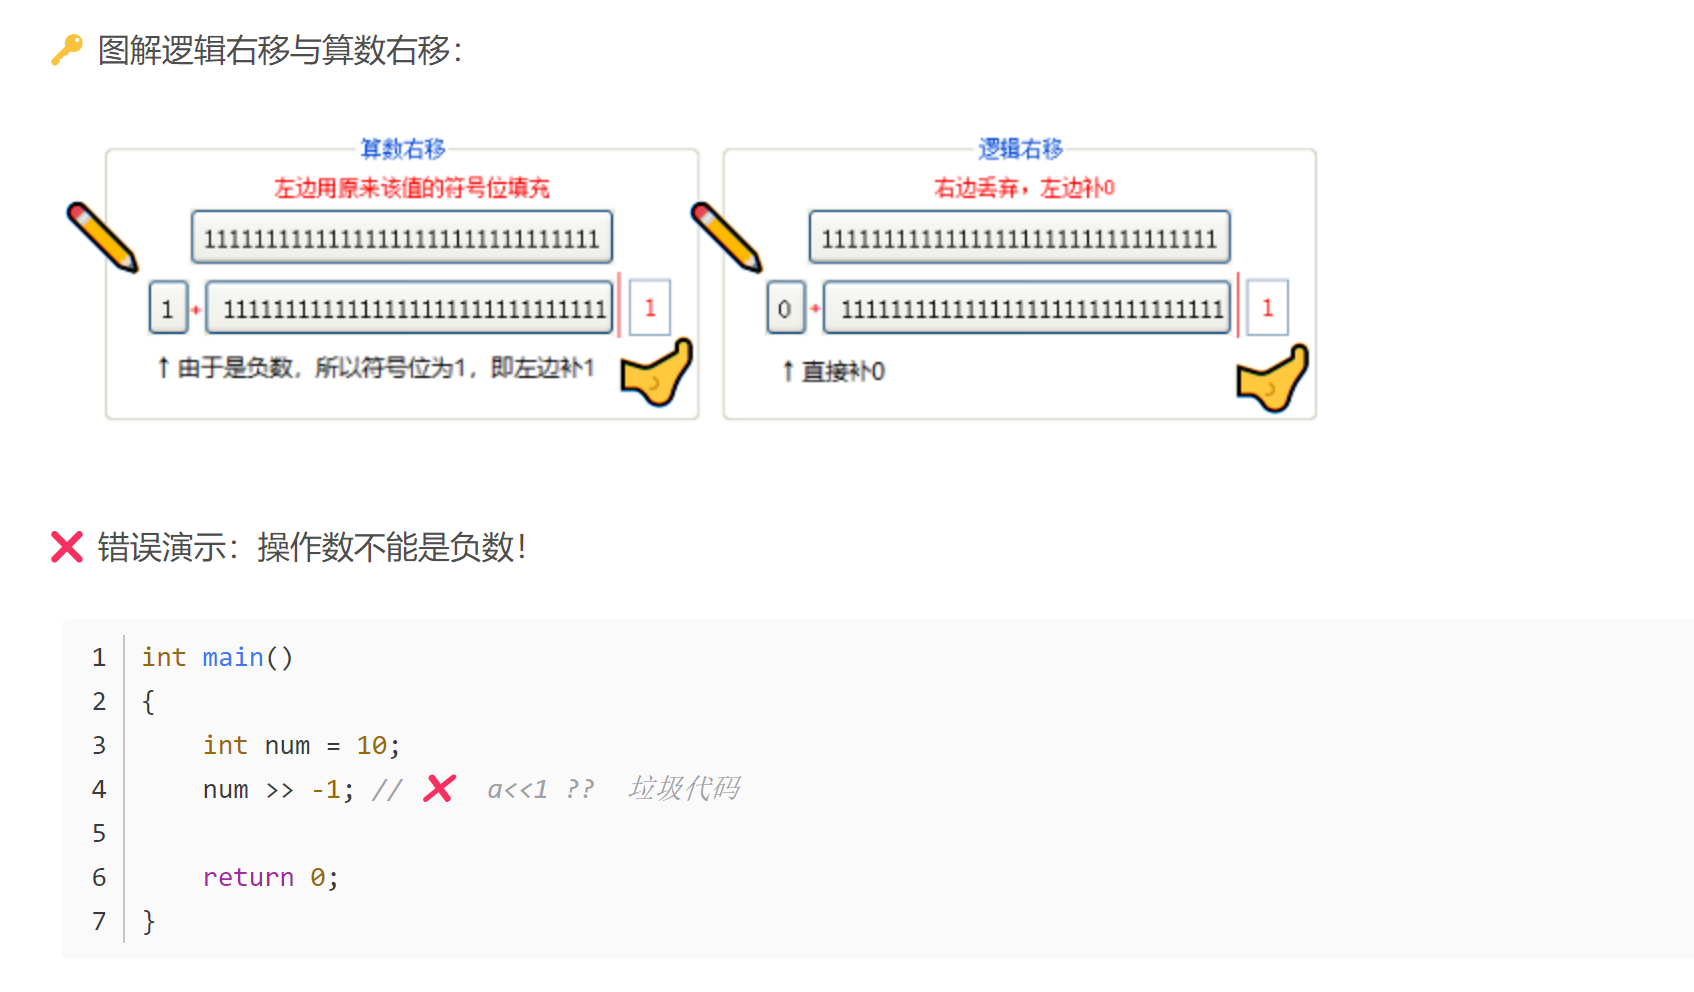 图解逻辑右移与算数右移：
算数右移
左边用原来该值的符号位填充
11111111111111111111111111111111
1 + 1111111111111111111111111111111 1
↑由于是负数，所以符号位为1，即左边补1
逻辑右移
右边丢弃，左边补0
11111111111111111111111111111111
0 + 1111111111111111111111111111111 1
↑直接补0
错误演示：操作数不能是负数！
1 int main()
2 {
3     int num = 10;
4     num >> -1; // ❌  a<<1 ??  垃圾代码
5
6     return 0;
7 }